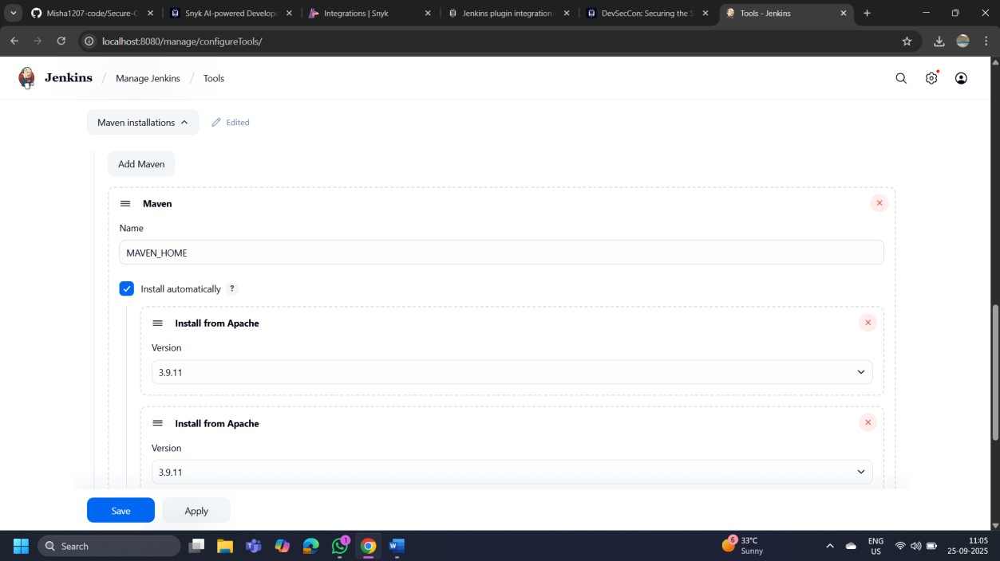 Misha1207-code/Secure-C
Snyk AI-powered Develope
Integrations | Snyk
Jenkins plugin integration
DevSecCon: Securing the S
Tools - Jenkins
localhost:8080/manage/configureTools/
Jenkins / Manage Jenkins / Tools
Maven installations Edited
Add Maven
Maven
Name
MAVEN_HOME
Install automatically ?
Install from Apache
Version
3.9.11
Install from Apache
Version
3.9.11
Save Apply
Search
1
6
33°C
Sunny
ENG
US
11:05
25-09-2025